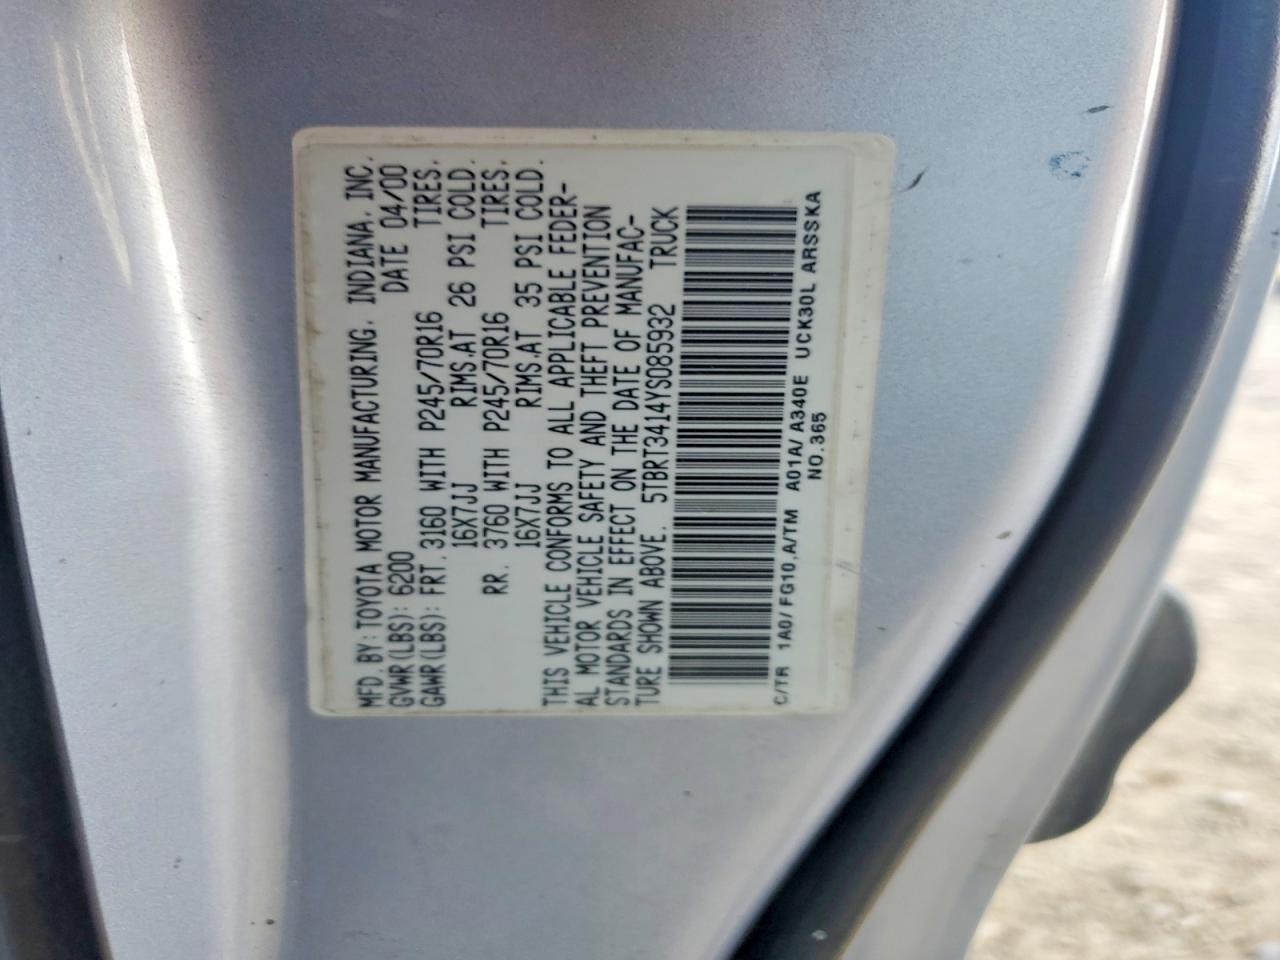 MFD. BY: TOYOTA MOTOR MANUFACTURING, INDIANA, INC.
GVWR(LBS): 6200 DATE 04/00
GAWR(LBS): FRT. 3160 WITH P245/70R16 TIRES,
16X7JJ RIMS,AT 26 PSI COLD.
RR. 3760 WITH P245/70R16 TIRES,
16X7JJ RIMS,AT 35 PSI COLD.
THIS VEHICLE CONFORMS TO ALL APPLICABLE FEDER-
AL MOTOR VEHICLE SAFETY AND THEFT PREVENTION
STANDARDS IN EFFECT ON THE DATE OF MANUFAC-
TURE SHOWN ABOVE. 5TBRT3414YS085932 TRUCK
C/TR 1A0/FG10,A/TM A01A/A340E UCK30L ARSSKA
NO.365